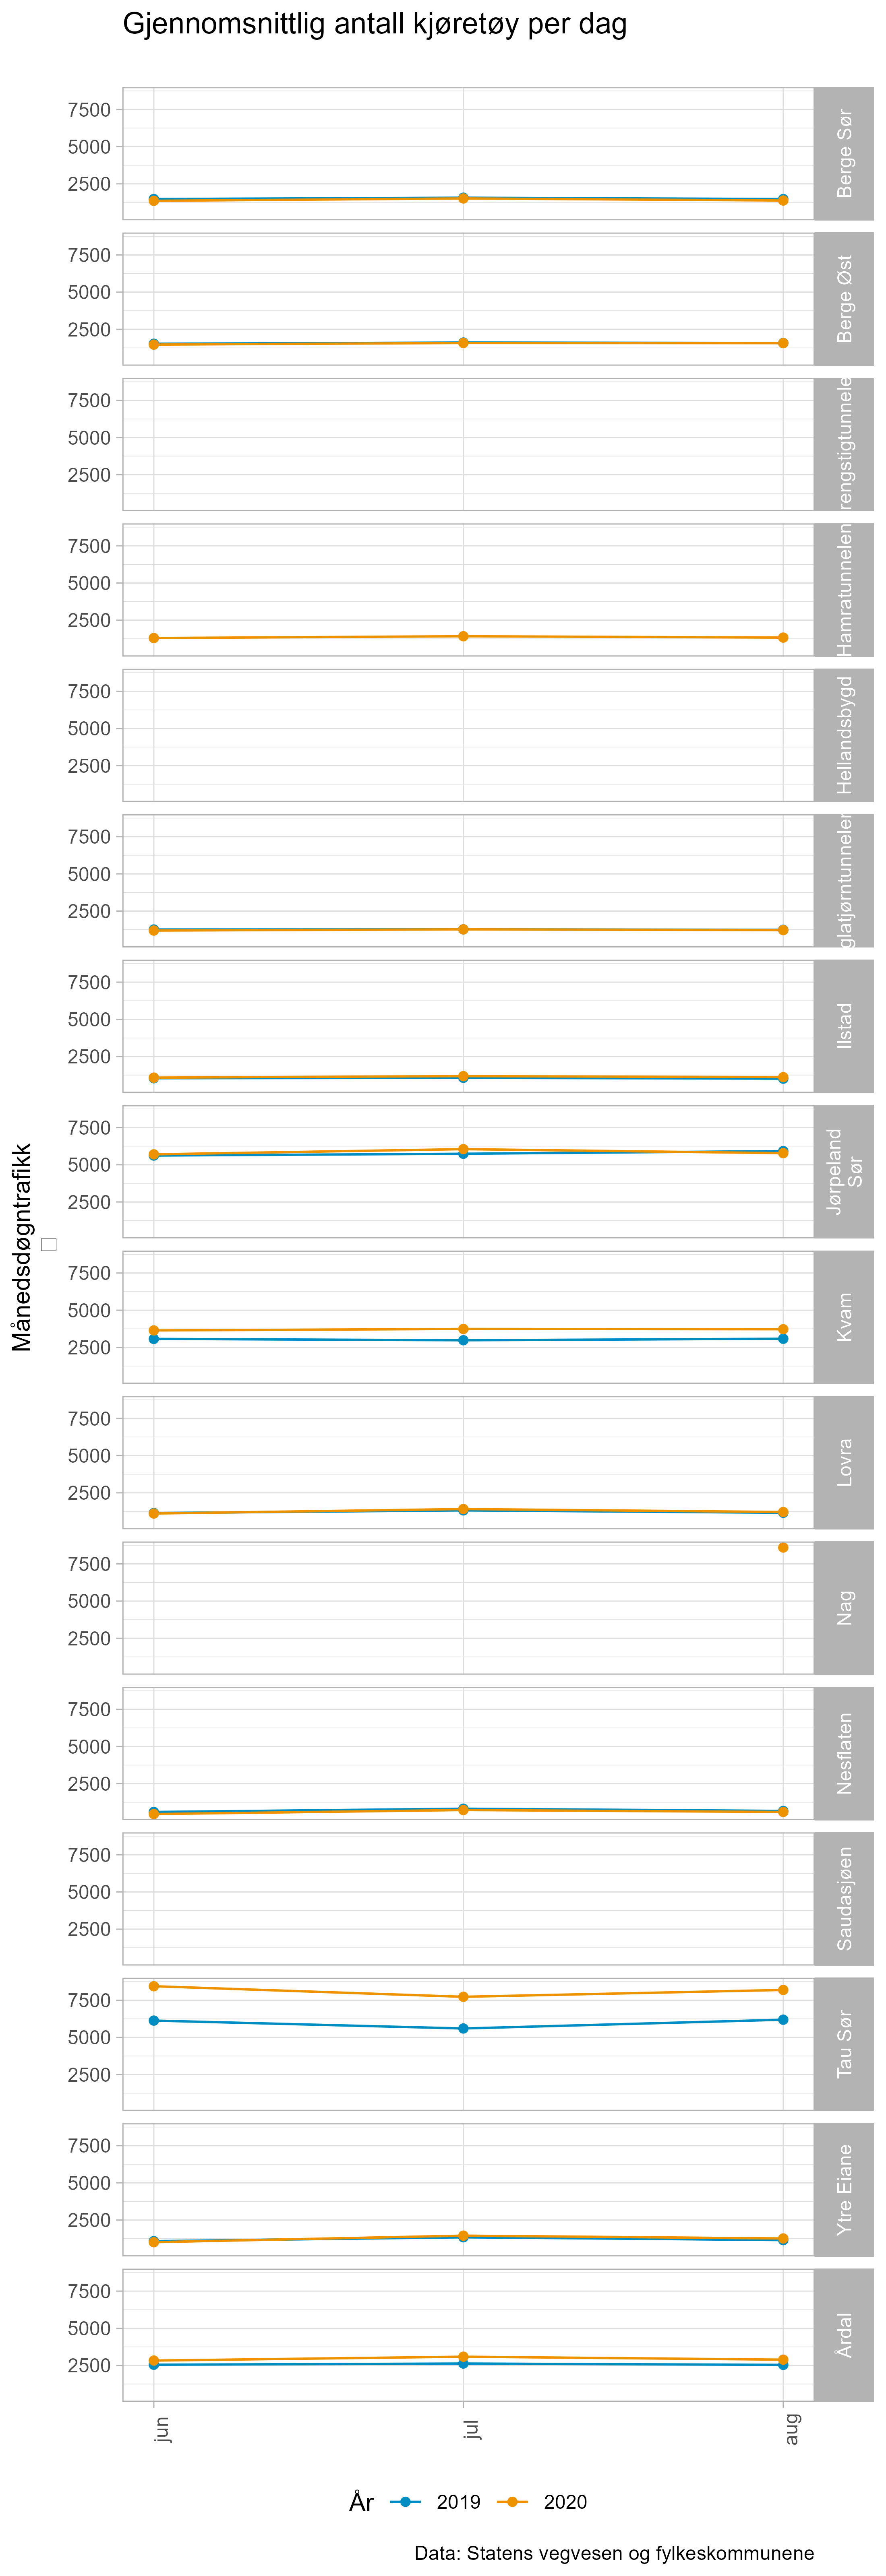 Gjennomsnittlig antall kjøretøy per dag
Månedsdøgntrafikk
7500
5000
2500
Berge Sør
7500
5000
2500
Berge Øst
7500
5000
2500
rengstigtunnele
7500
5000
2500
Hamratunnelen
7500
5000
2500
Hellandsbygd
7500
5000
2500
glatjørntunneler
7500
5000
2500
Ilstad
7500
5000
2500
Jørpeland
Sør
7500
5000
2500
Kvam
7500
5000
2500
Lovra
7500
5000
2500
Nag
7500
5000
2500
Nesflaten
7500
5000
2500
Saudasjøen
7500
5000
2500
Tau Sør
7500
5000
2500
Ytre Eiane
7500
5000
2500
Årdal
jun
jul
aug
År 2019 2020
Data: Statens vegvesen og fylkeskommunene